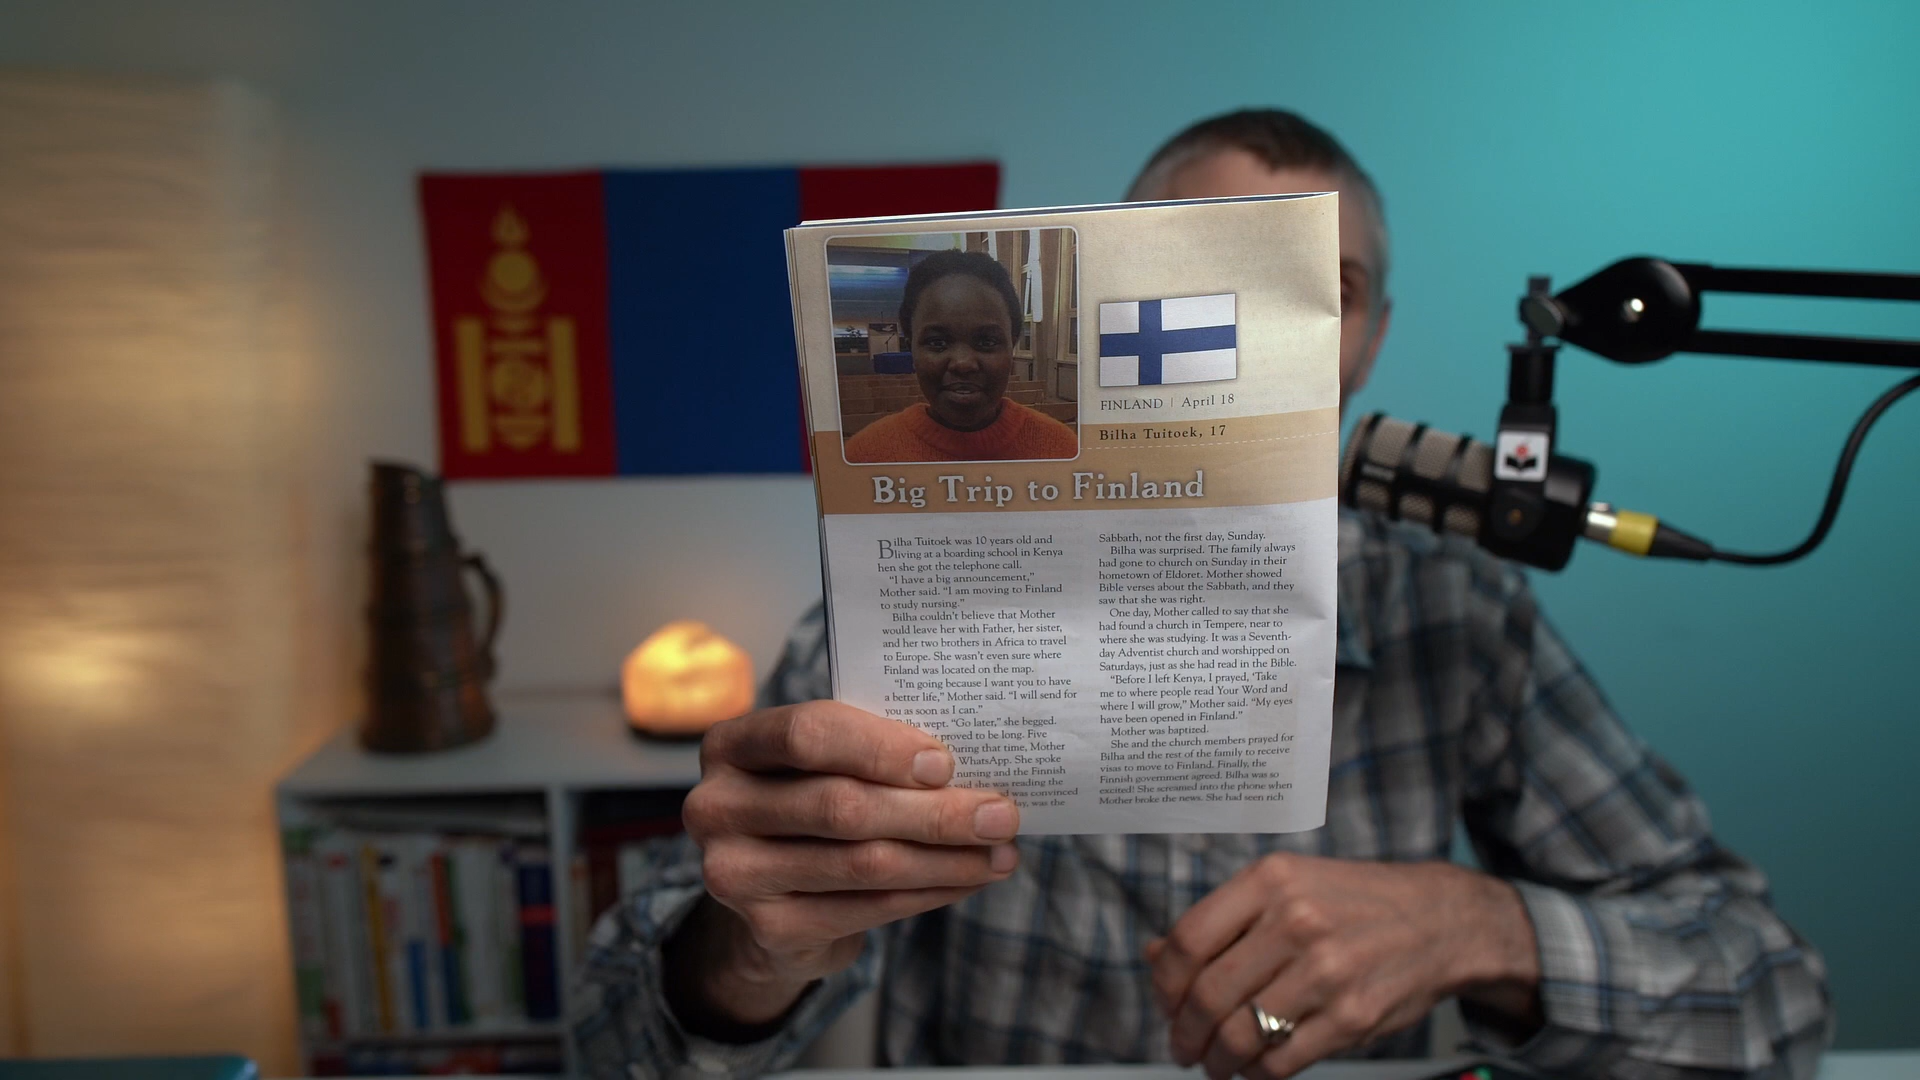 FINLAND | April 18
Bilha Tuitoek, 17
Big Trip to Finland
Bilha Tuitoek was 10 years old and
living at a boarding school in Kenya
hen she got the telephone call.
“I have a big announcement,”
Mother said. “I am moving to Finland
to study nursing.”
Bilha couldn’t believe that Mother
would leave her with Father, her sister,
and her two brothers in Africa to travel
to Europe. She wasn’t even sure where
Finland was located on the map.
“I’m going because I want you to have
a better life,” Mother said. “I will send for
you as soon as I can.”
Bilha wept. “Go later,” she begged.
proved to be long. Five
During that time, Mother
WhatsApp. She spoke
nursing and the Finnish
said she was reading the
was convinced
was the
Sabbath, not the first day, Sunday.
Bilha was surprised. The family always
had gone to church on Sunday in their
hometown of Eldoret. Mother showed
Bible verses about the Sabbath, and they
saw that she was right.
One day, Mother called to say that she
had found a church in Tempere, near to
where she was studying. It was a Seventh-
day Adventist church and worshipped on
Saturdays, just as she had read in the Bible.
“Before I left Kenya, I prayed, ‘Take
me to where people read Your Word and
where I will grow,” Mother said. “My eyes
have been opened in Finland.”
Mother was baptized.
She and the church members prayed for
Bilha and the rest of the family to receive
visas to move to Finland. Finally, the
Finnish government agreed. Bilha was so
excited! She screamed into the phone when
Mother broke the news. She had seen rich